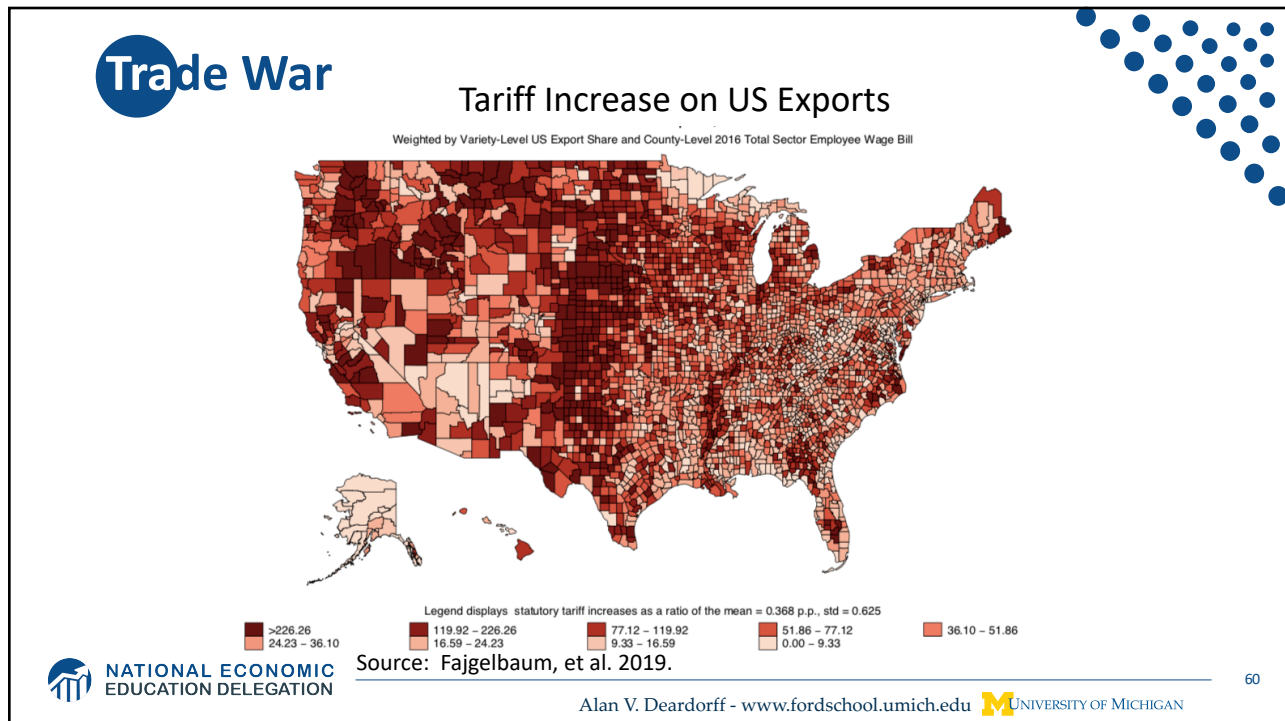 Trade War
Tariff Increase on US Exports
Weighted by Variety-Level US Export Share and County-Level 2016 Total Sector Employee Wage Bill
Legend displays statutory tariff increases as a ratio of the mean = 0.368 p.p., std = 0.625
>226.26 119.92 – 226.26 77.12 – 119.92 51.86 – 77.12 36.10 – 51.86
24.23 – 36.10 16.59 – 24.23 9.33 – 16.59 0.00 – 9.33
Source: Fajgelbaum, et al. 2019.
NATIONAL ECONOMIC
EDUCATION DELEGATION
60
Alan V. Deardorff - www.fordschool.umich.edu M UNIVERSITY OF MICHIGAN